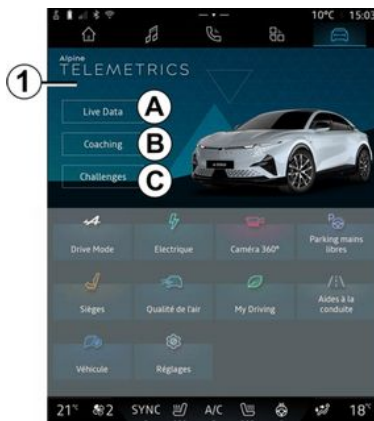 10°C 15:03
Alpine
TELEMETRICS
1
Live Data A
Coaching B
Challenges C
Drive Mode
Electrique
Caméra 360°
Parking mains
libres
Sièges
Qualité de l'air
My Driving
Aides à la
conduite
Véhicule
Réglages
21° 2 SYNC A/C 18°